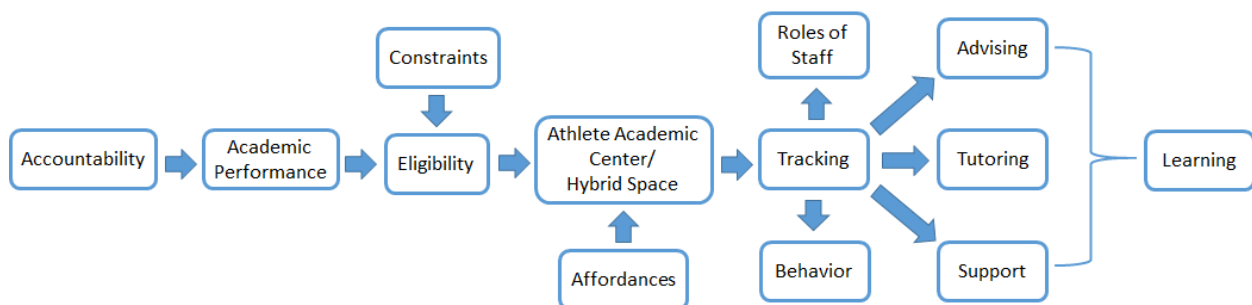 Accountability
Academic
Performance
Constraints
Eligibility
Athlete Academic
Center/
Hybrid Space
Affordances
Roles of
Staff
Tracking
Behavior
Advising
Tutoring
Support
Learning